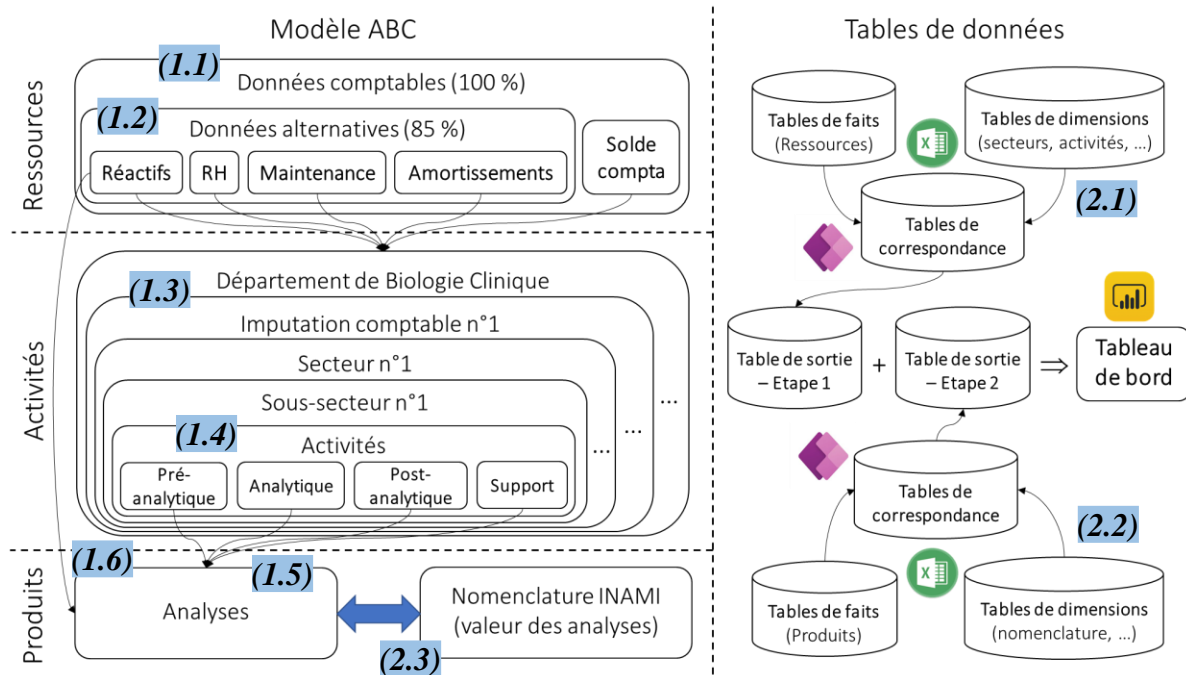 Modèle ABC
Ressources
(1.1)
Données comptables (100 %)
(1.2)
Données alternatives (85 %)
Réactifs
RH
Maintenance
Amortissements
Solde
compta
Activités
Département de Biologie Clinique
(1.3)
Imputation comptable n°1
Secteur n°1
Sous-secteur n°1
(1.4)
Activités
Pré-
analytique
Analytique
Post-
analytique
Support
...
...
...
Produits
(1.6)
(1.5)
Analyses
Nomenclature INAMI
(valeur des analyses)
(2.3)
Tables de données
Tables de faits
(Ressources)
X
Tables de dimensions
(secteurs, activités, ...)
(2.1)
Tables de
correspondance
Table de sortie
– Etape 1
+
Table de sortie
– Etape 2
⇒
Tableau
de bord
Tables de
correspondance
(2.2)
Tables de faits
(Produits)
X
Tables de dimensions
(nomenclature, ...)